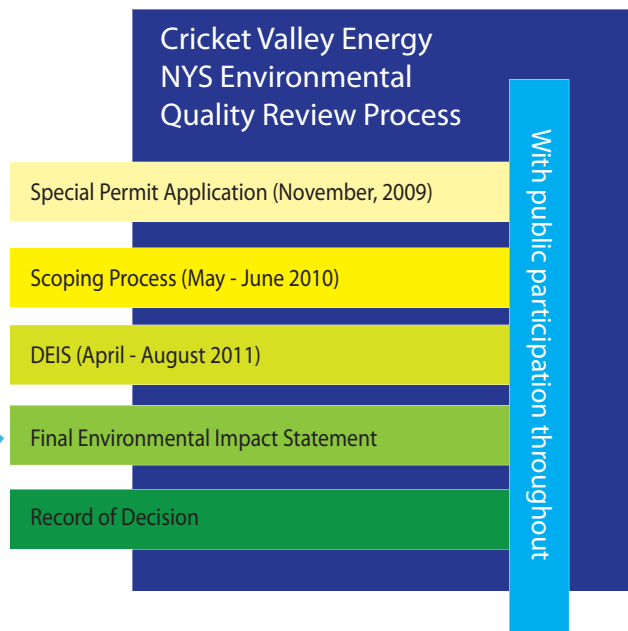 Cricket Valley Energy
NYS Environmental
Quality Review Process
Special Permit Application (November, 2009)
Scoping Process (May - June 2010)
DEIS (April - August 2011)
Final Environmental Impact Statement
Record of Decision
With public participation throughout